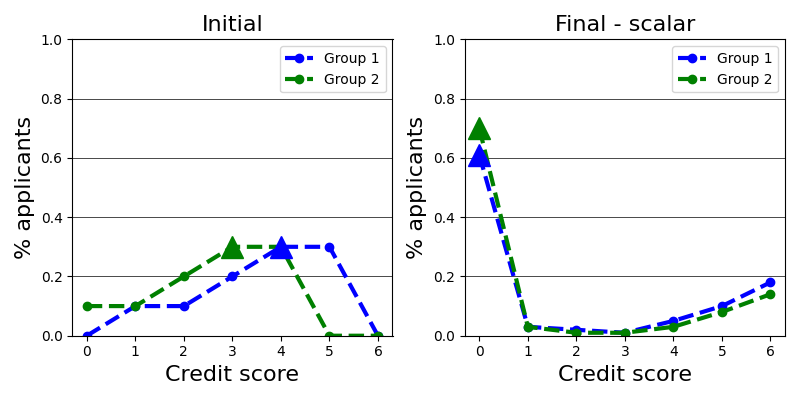 Initial
% applicants
1.0
0.8
0.6
0.4
0.2
0.0
Group 1
Group 2
0 1 2 3 4 5 6
Credit score
Final - scalar
% applicants
1.0
0.8
0.6
0.4
0.2
0.0
Group 1
Group 2
0 1 2 3 4 5 6
Credit score